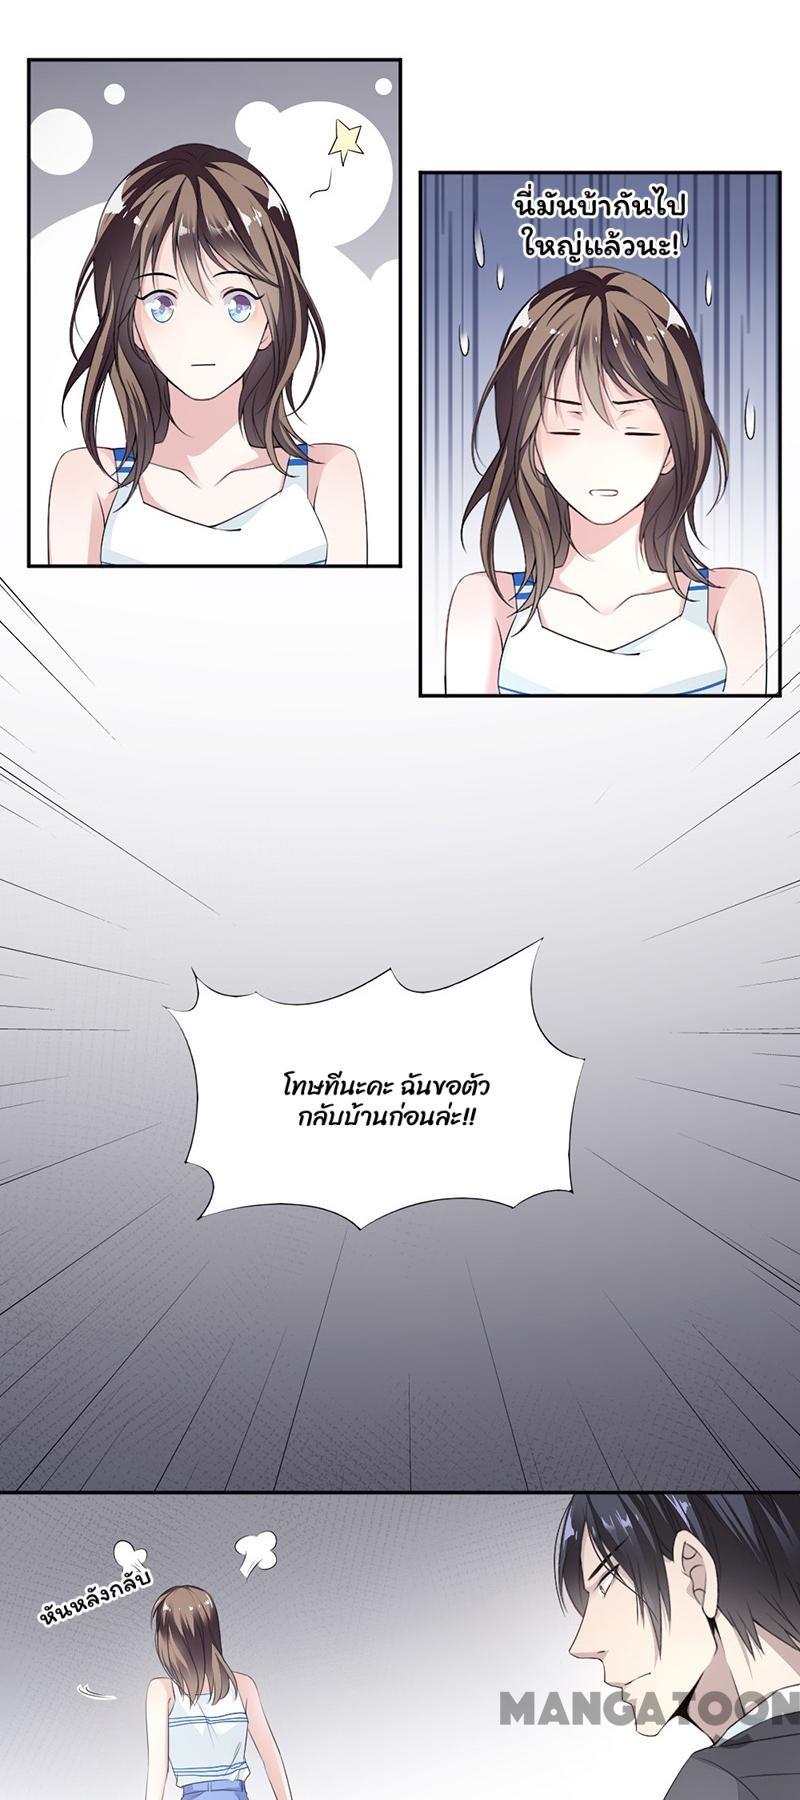 นี่มันบ้ากันไป
ใหญ่แล้วนะ!
โทษทีนะคะ ฉันขอตัว
กลับบ้านก่อนล่ะ!!
หันหลังกลับ
MANGATOON